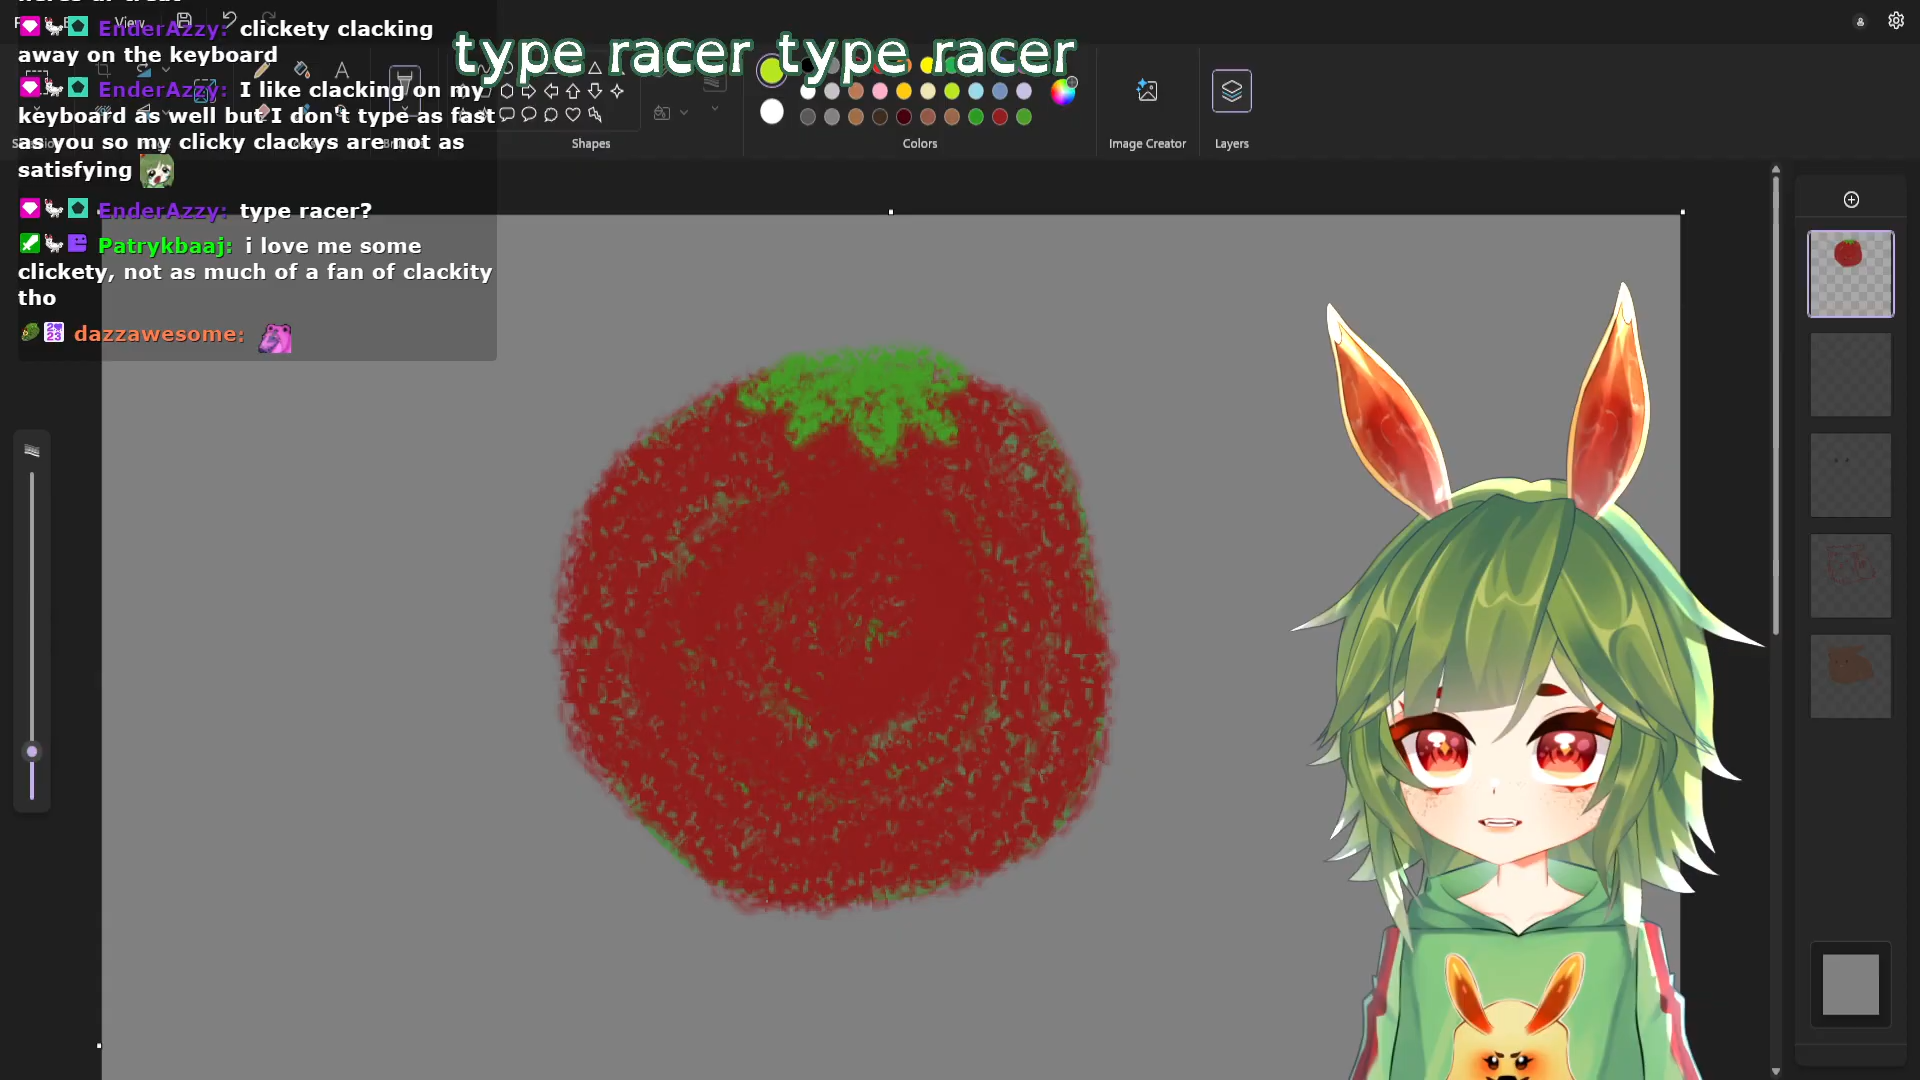 View
EnderAzzy: clickety clacking
away on the keyboard
type racer type racer
EnderAzzy: I like clacking on my
keyboard as well but I don't type as fast
as you so my clicky clackys are not as
satisfying
EnderAzzy: type racer?
Patrykbaaj: i love me some
clickety, not as much of a fan of clackity
tho
dazzawesome:
Shapes
Colors
Image Creator
Layers